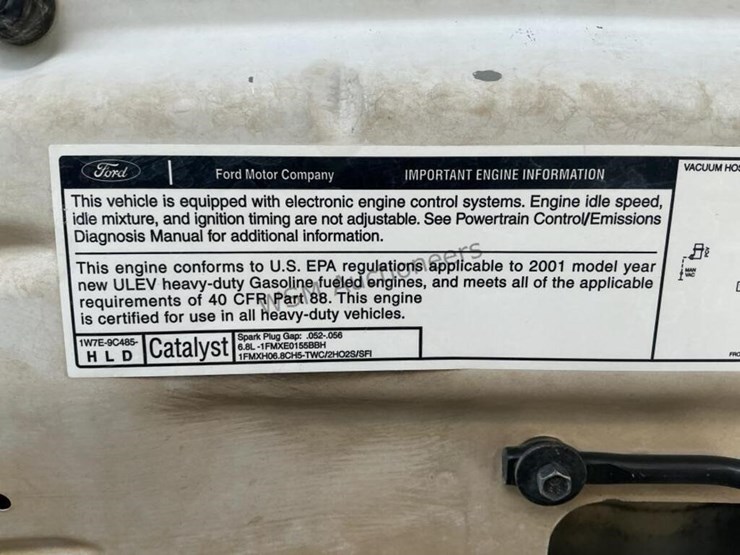 Ford
Ford Motor Company IMPORTANT ENGINE INFORMATION
This vehicle is equipped with electronic engine control systems. Engine idle speed,
idle mixture, and ignition timing are not adjustable. See Powertrain Control/Emissions
Diagnosis Manual for additional information.
This engine conforms to U.S. EPA regulations applicable to 2001 model year
new ULEV heavy-duty Gasoline fueled engines, and meets all of the applicable
requirements of 40 CFR Part 88. This engine
is certified for use in all heavy-duty vehicles.
1W7E-9C485-
H L D
Catalyst
Spark Plug Gap: .052-.056
6.8L -1FMXE0155BBH
1FMXH06.8CH5-TWC/2HO2S/SFI
VACUUM HOS
MAN
VAC
FRO
WSM Auctioneers